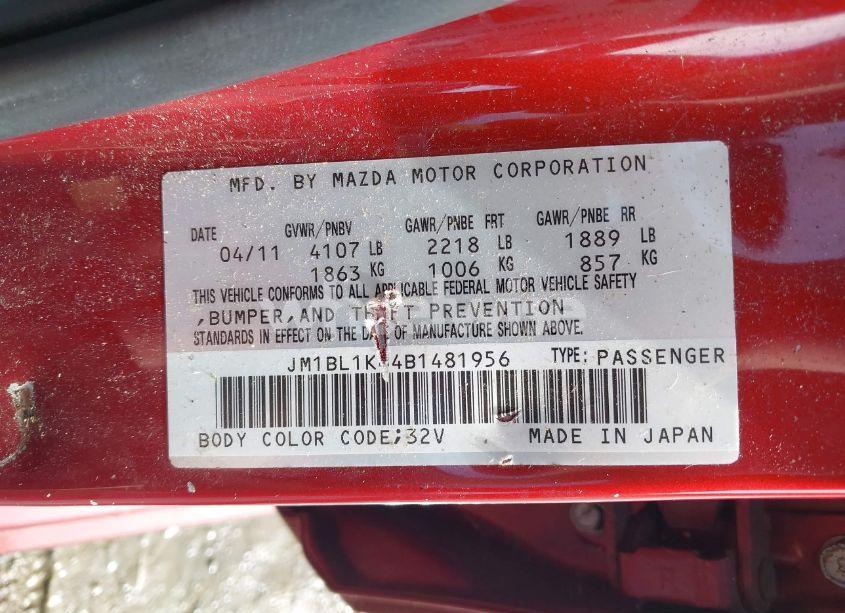 MFD. BY MAZDA MOTOR CORPORATION
DATE GVWR/PNBV GAWR/PNBE FRT GAWR/PNBE RR
04/11 4107 LB 2218 LB 1889 LB
1863 KG 1006 KG 857 KG
THIS VEHICLE CONFORMS TO ALL APPLICABLE FEDERAL MOTOR VEHICLE SAFETY
,BUMPER,AND THEFT PREVENTION
STANDARDS IN EFFECT ON THE DATE OF MANUFACTURE SHOWN ABOVE.
TYPE: PASSENGER
BODY COLOR CODE;32V MADE IN JAPAN